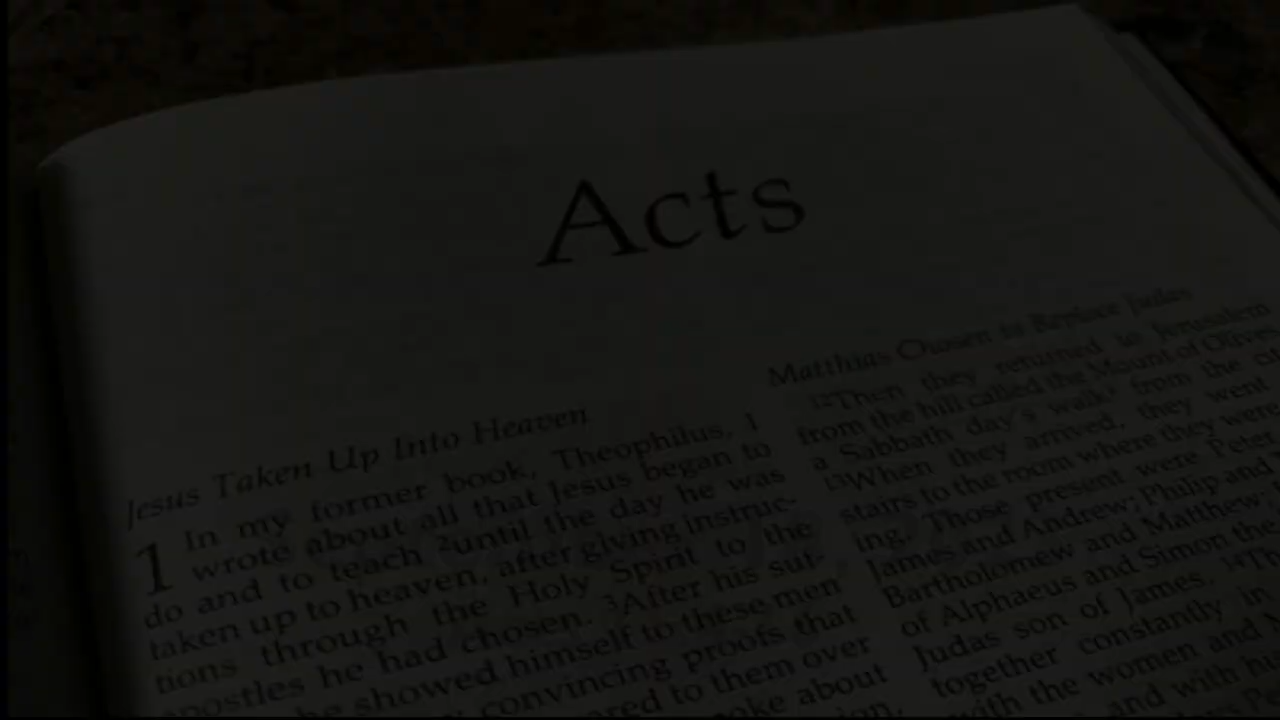 Acts
Jesus Taken Up Into Heaven
1 In my former book, Theophilus, I
wrote about all that Jesus began to
do and to teach 2until the day he was
taken up to heaven, after giving instruc-
tions through the Holy Spirit to the
apostles he had chosen. 3After his suf-
he showed himself to these men
convincing proofs that
ared to them over
oke about
Matthias Chosen to Replace Judas
12Then they returned to Jerusalem
from the hill called the Mount of Olives,
a Sabbath day's walk from the
13When they arrived, they went
stairs to the room where they were
ing. Those present were Peter,
James and Andrew; Philip and
Bartholomew and Matthew;
of Alphaeus and Simon the
Judas son of James. 14Th
together constantly in
with the women and
and with hi